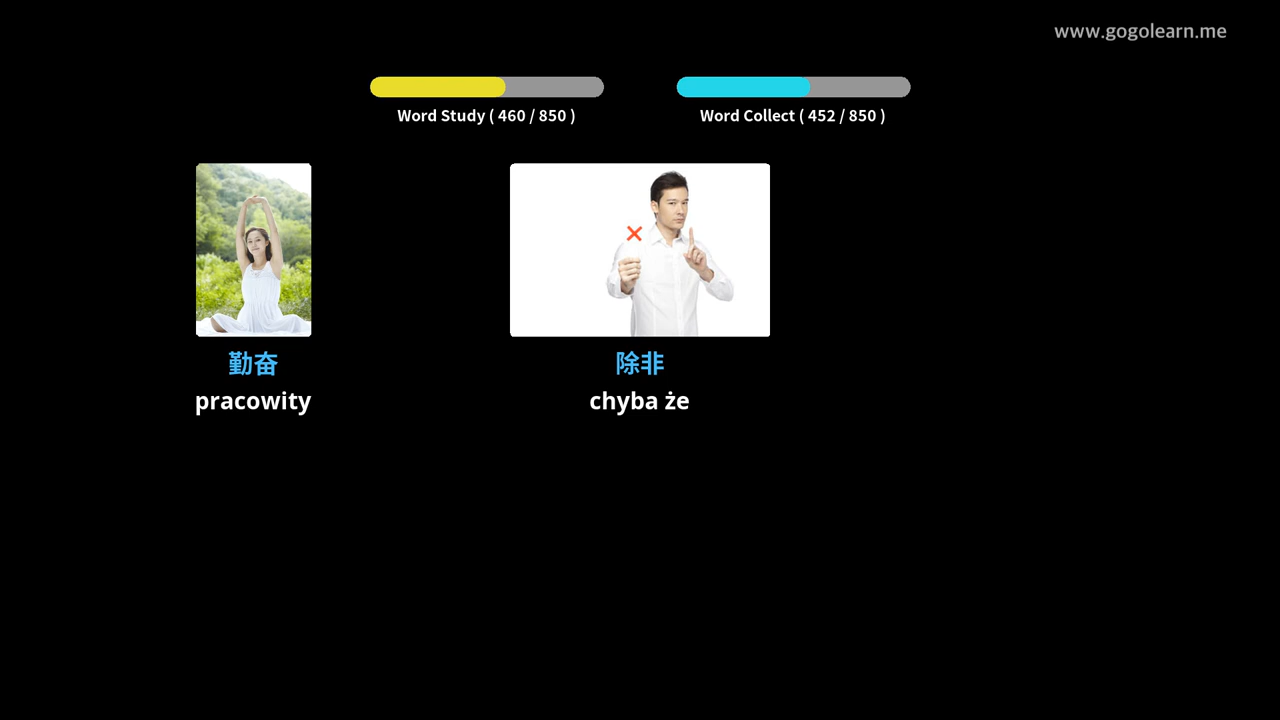 www.gogolearn.me
Word Study ( 460 / 850 )
Word Collect ( 452 / 850 )
勤奋
pracowity
除非
chyba że